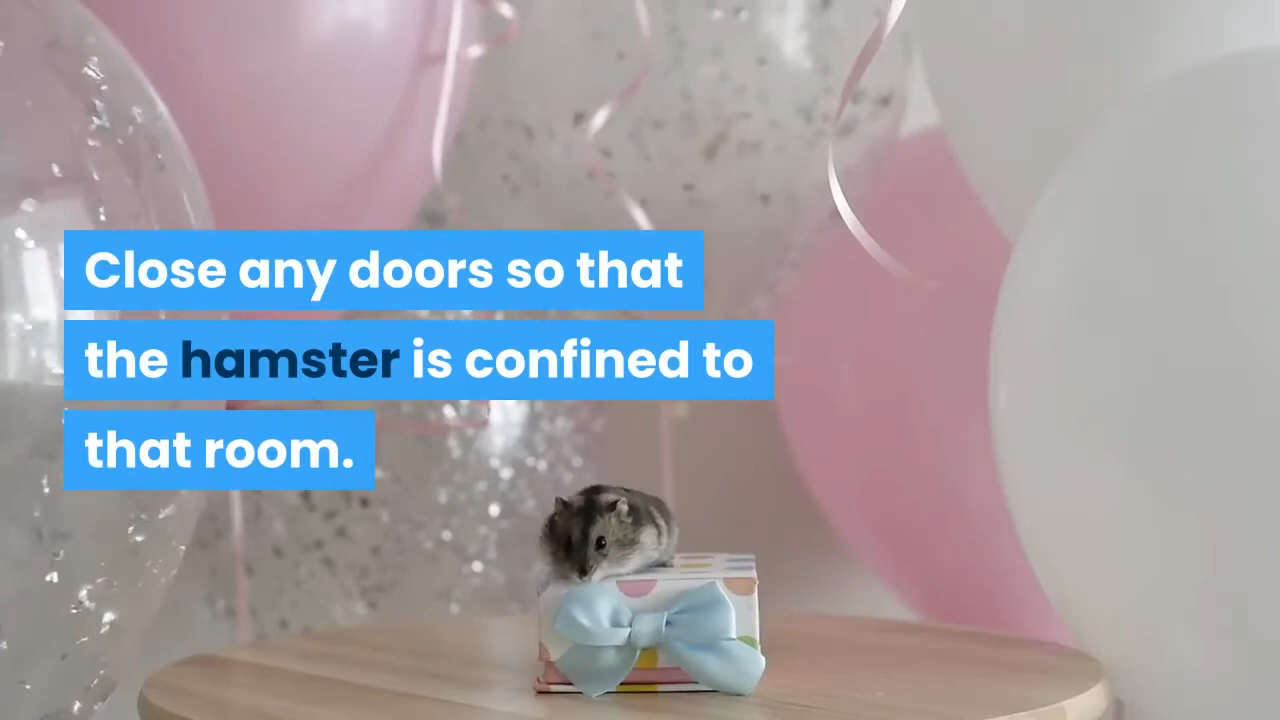 Close any doors so that
the hamster is confined to
that room.